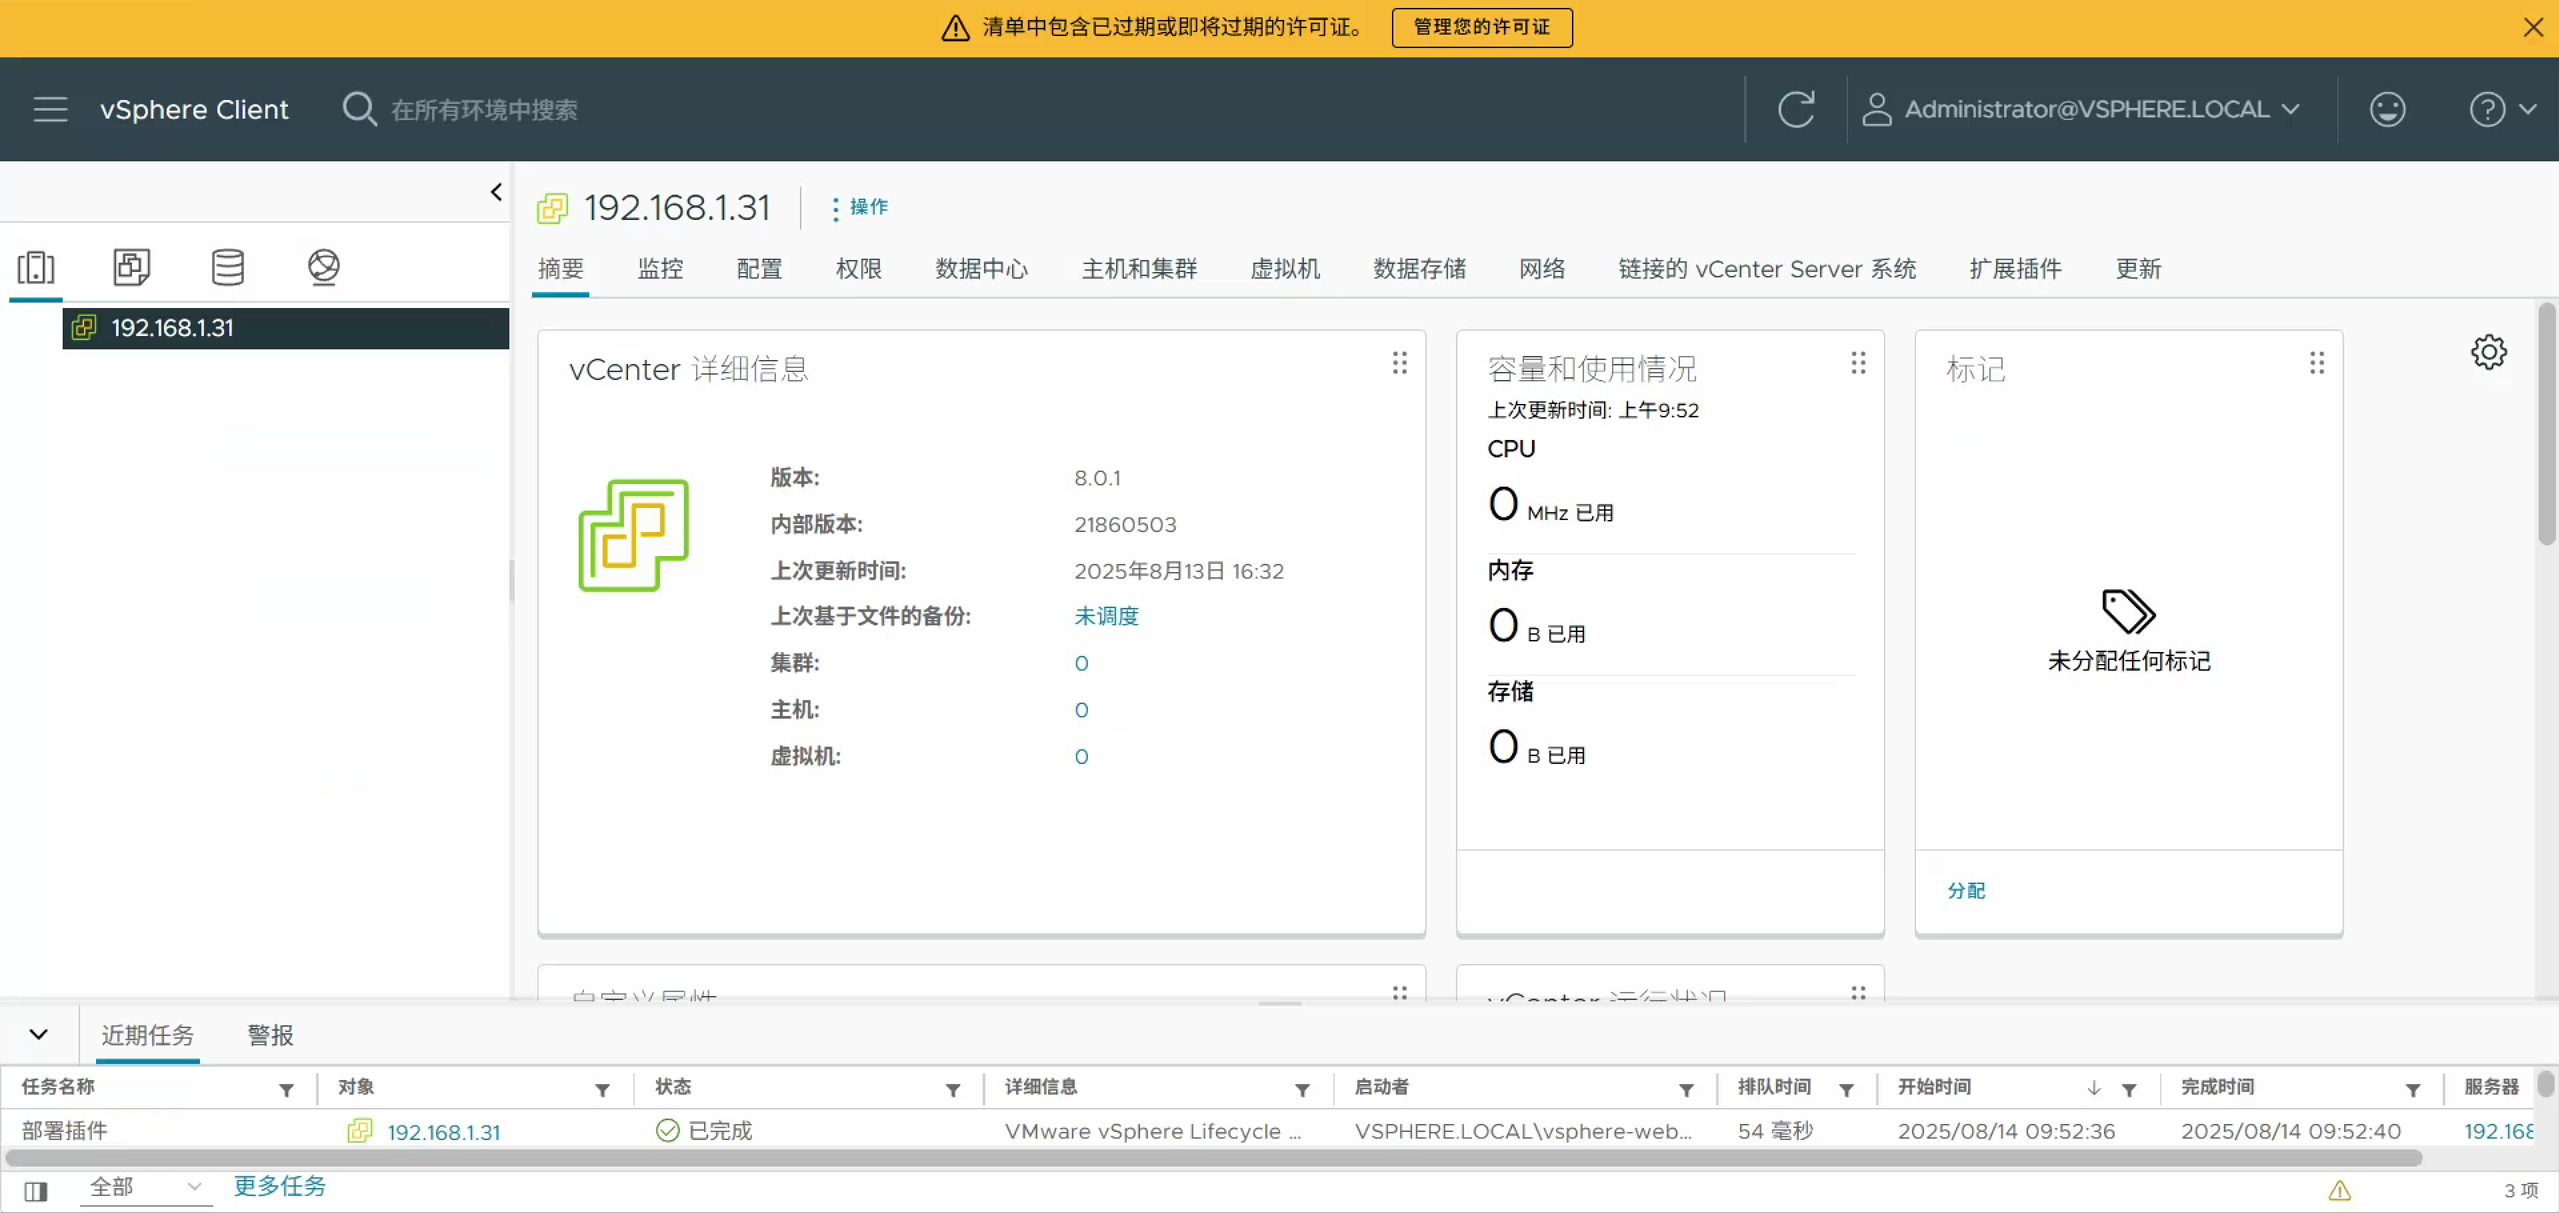 清单中包含已过期或即将过期的许可证。 管理您的许可证
vSphere Client 在所有环境中搜索 Administrator@VSPHERE.LOCAL
192.168.1.31 操作
摘要 监控 配置 权限 数据中心 主机和集群 虚拟机 数据存储 网络 链接的 vCenter Server 系统 扩展插件 更新
192.168.1.31
vCenter 详细信息
版本: 8.0.1
内部版本: 21860503
上次更新时间: 2025年8月13日 16:32
上次基于文件的备份: 未调度
集群: 0
主机: 0
虚拟机: 0
容量和使用情况
上次更新时间: 上午9:52
CPU
0 MHz 已用
内存
0 B 已用
存储
0 B 已用
标记
未分配任何标记
分配
自定义属性
vCenter 运行状况
近期任务 警报
任务名称 对象 状态 详细信息 启动者 排队时间 开始时间 完成时间 服务器
部署插件 192.168.1.31 已完成 VMware vSphere Lifecycle ... VSPHERE.LOCAL\vsphere-web... 54 毫秒 2025/08/14 09:52:36 2025/08/14 09:52:40 192.168
全部 更多任务 3 项